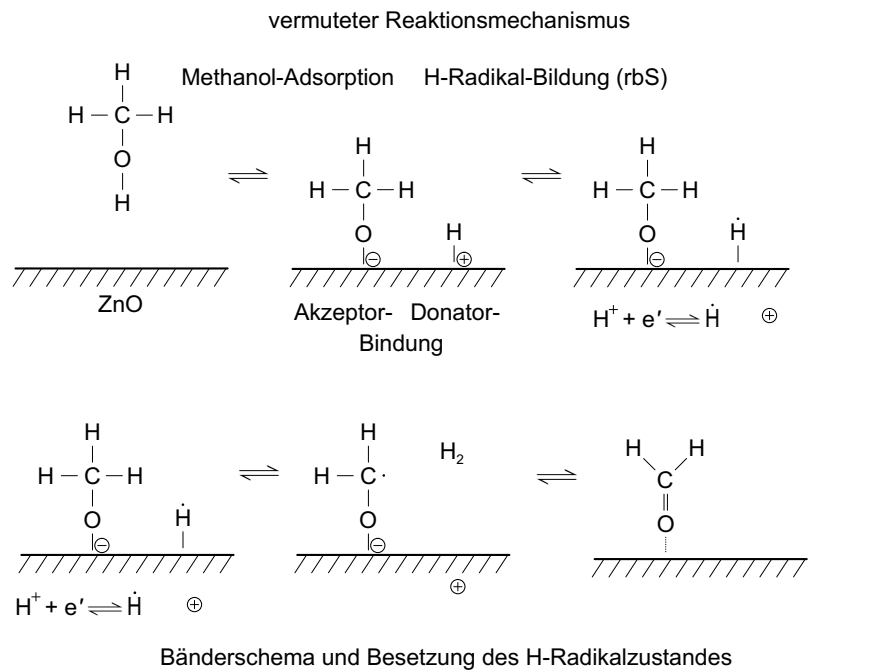 vermuteter Reaktionsmechanismus
Methanol-Adsorption H-Radikal-Bildung (rbS)
H
H – C – H
O
H
⇌
H
H – C – H
O H
⊖ ⊕
⇌
H
H – C – H
O Ḣ
⊖
ZnO
Akzeptor- Donator-
Bindung
H⁺ + e′ ⇌ Ḣ ⊕
H
H – C – H
O Ḣ
⊖
H⁺ + e′ ⇌ Ḣ ⊕
⇌
H
H – C · H₂
O
⊖
⊕
⇌
H H
C
O
Bänderschema und Besetzung des H-Radikalzustandes